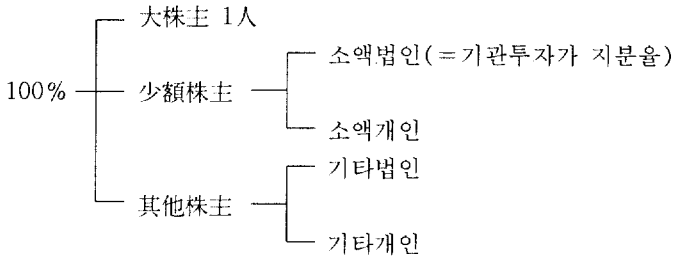 大株主 1人
소액법인(=기관투자가 지분율)
100% 少額株主
소액개인
기타법인
其他株主
기타개인